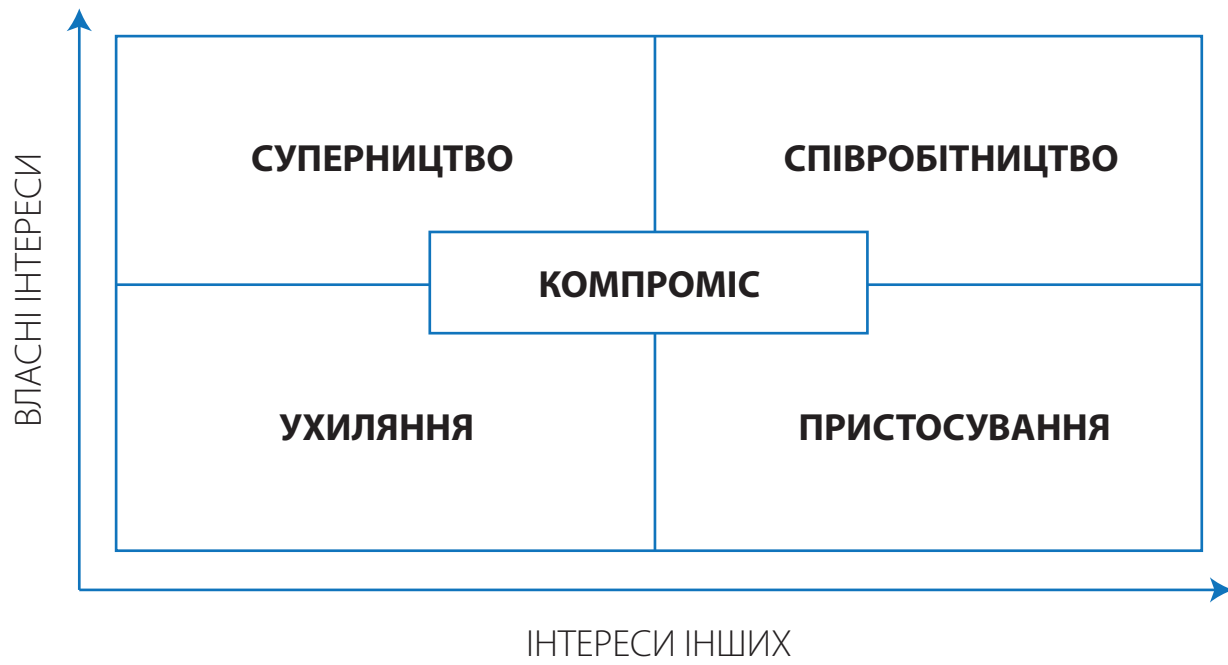 ВЛАСНІ ІНТЕРЕСИ
СУПЕРНИЦТВО
СПІВРОБІТНИЦТВО
КОМПРОМІС
УХИЛЯННЯ
ПРИСТОСУВАННЯ
ІНТЕРЕСИ ІНШИХ